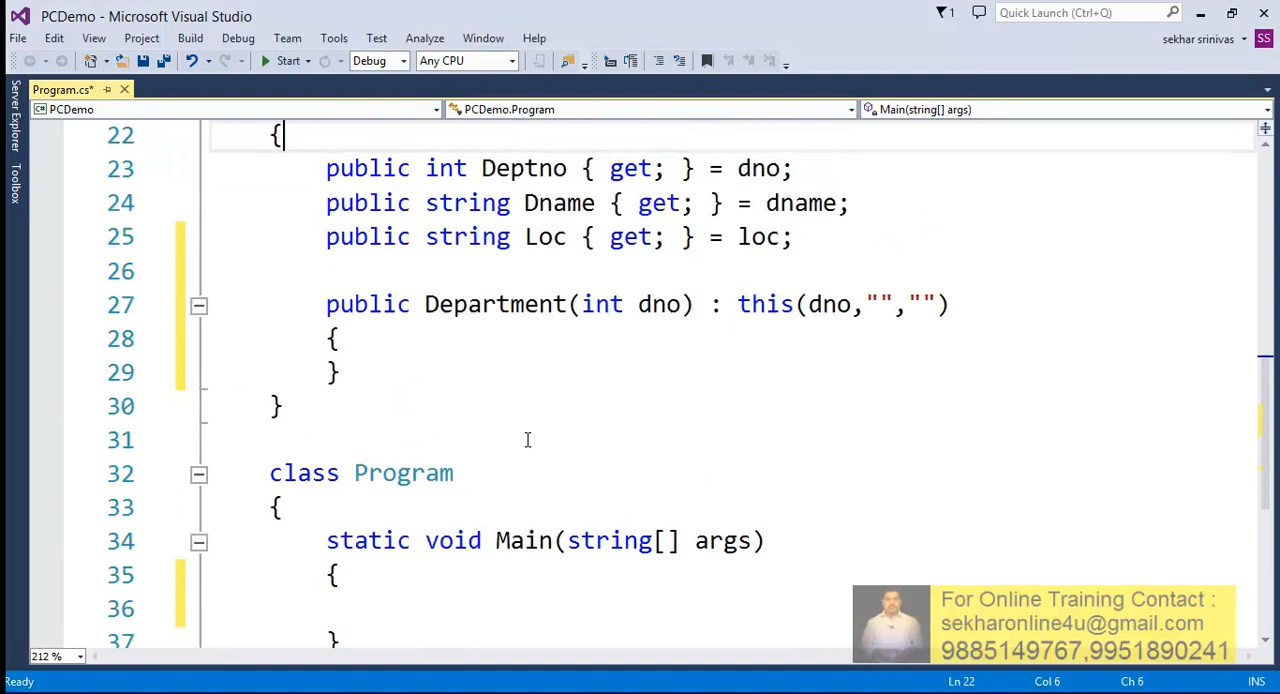 PCDemo - Microsoft Visual Studio
1
Quick Launch (Ctrl+Q)
File Edit View Project Build Debug Team Tools Test Analyze Window Help
sekhar srinivas
SS
Start
Debug
Any CPU
Server Explorer
Toolbox
Program.cs*
PCDemo
PCDemo.Program
Main(string[] args)
22 {
23 public int Deptno { get; } = dno;
24 public string Dname { get; } = dname;
25 public string Loc { get; } = loc;
26
27 public Department(int dno) : this(dno,"","")
28 {
29 }
30 }
31
32 class Program
33 {
34 static void Main(string[] args)
35 {
36
37 }
For Online Training Contact :
sekharonline4u@gmail.com
9885149767,9951890241
212 %
Ready
Ln 22
Col 6
Ch 6
INS